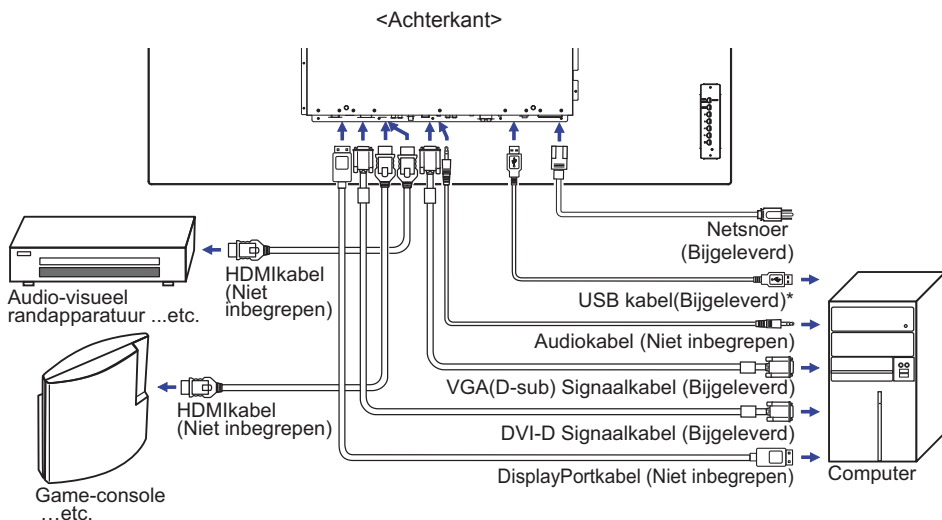 <Achterkant>
Netsnoer
(Bijgeleverd)
HDMIkabel
(Niet
inbegrepen)
Audio-visueel
randapparatuur ...etc.
USB kabel(Bijgeleverd)*
Audiokabel (Niet inbegrepen)
VGA(D-sub) Signaalkabel (Bijgeleverd)
HDMIkabel
(Niet inbegrepen)
DVI-D Signaalkabel (Bijgeleverd)
DisplayPortkabel (Niet inbegrepen)
Computer
Game-console
...etc.